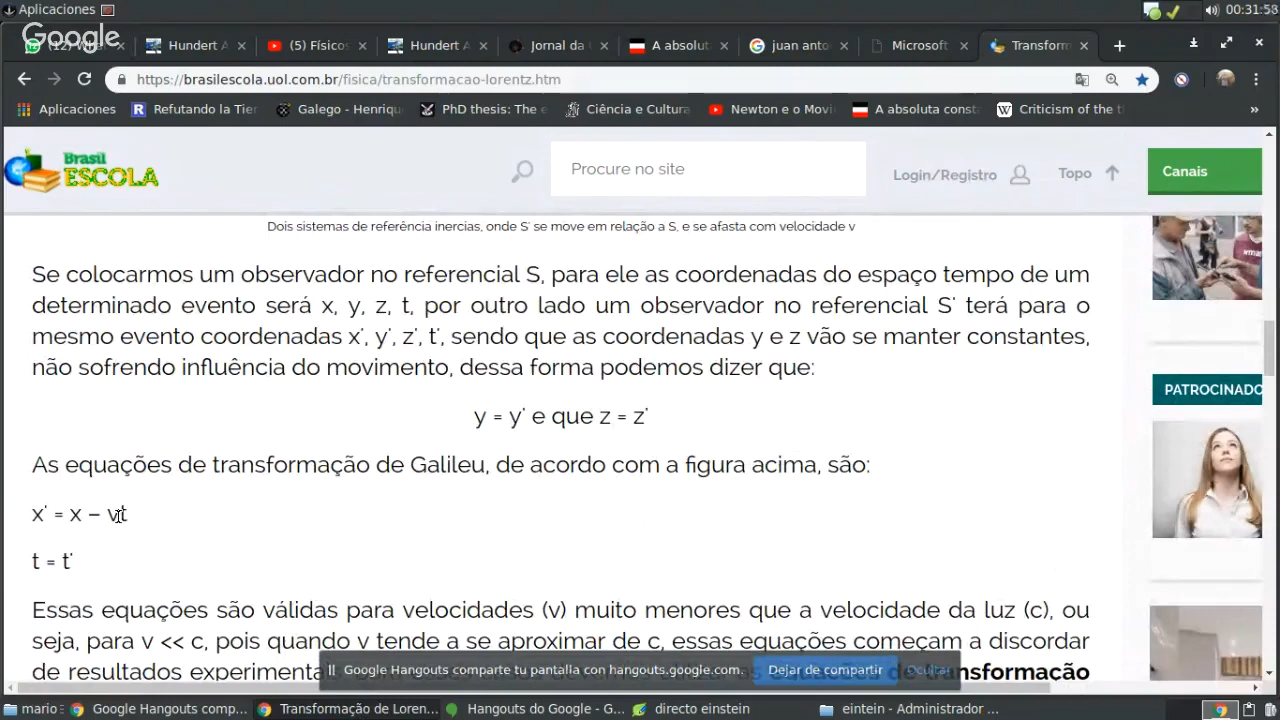 Aplicaciones
00:31:58
Google
Hundert A
(5) Físicos
Hundert A
Jornal da
A absolut
juan anto
Microsoft
Transform
https://brasilescola.uol.com.br/fisica/transformacao-lorentz.htm
Aplicaciones
Refutando la Tier
Galego - Henriqu
PhD thesis: The e
Ciência e Cultura
Newton e o Movi
A absoluta const
Criticism of the t
»
Brasil
ESCOLA
Procure no site
Login/Registro
Topo
Canais
Dois sistemas de referência inercias, onde S' se move em relação a S, e se afasta com velocidade v
Se colocarmos um observador no referencial S, para ele as coordenadas do espaço tempo de um
determinado evento será x, y, z, t, por outro lado um observador no referencial S' terá para o
mesmo evento coordenadas x', y', z', t', sendo que as coordenadas y e z vão se manter constantes,
não sofrendo influência do movimento, dessa forma podemos dizer que:
y = y' e que z = z'
As equações de transformação de Galileu, de acordo com a figura acima, são:
x' = x – vt
t = t'
PATROCINADO
Essas equações são válidas para velocidades (v) muito menores que a velocidade da luz (c), ou
seja, para v << c, pois quando v tende a se aproximar de c, essas equações começam a discordar
de resultados experimenta
transformação
Google Hangouts comparte tu pantalla con hangouts.google.com.
Dejar de compartir
Ocultar
mario
Google Hangouts comp...
Transformação de Loren...
Hangouts do Google - G...
directo einstein
eintein - Administrador ...